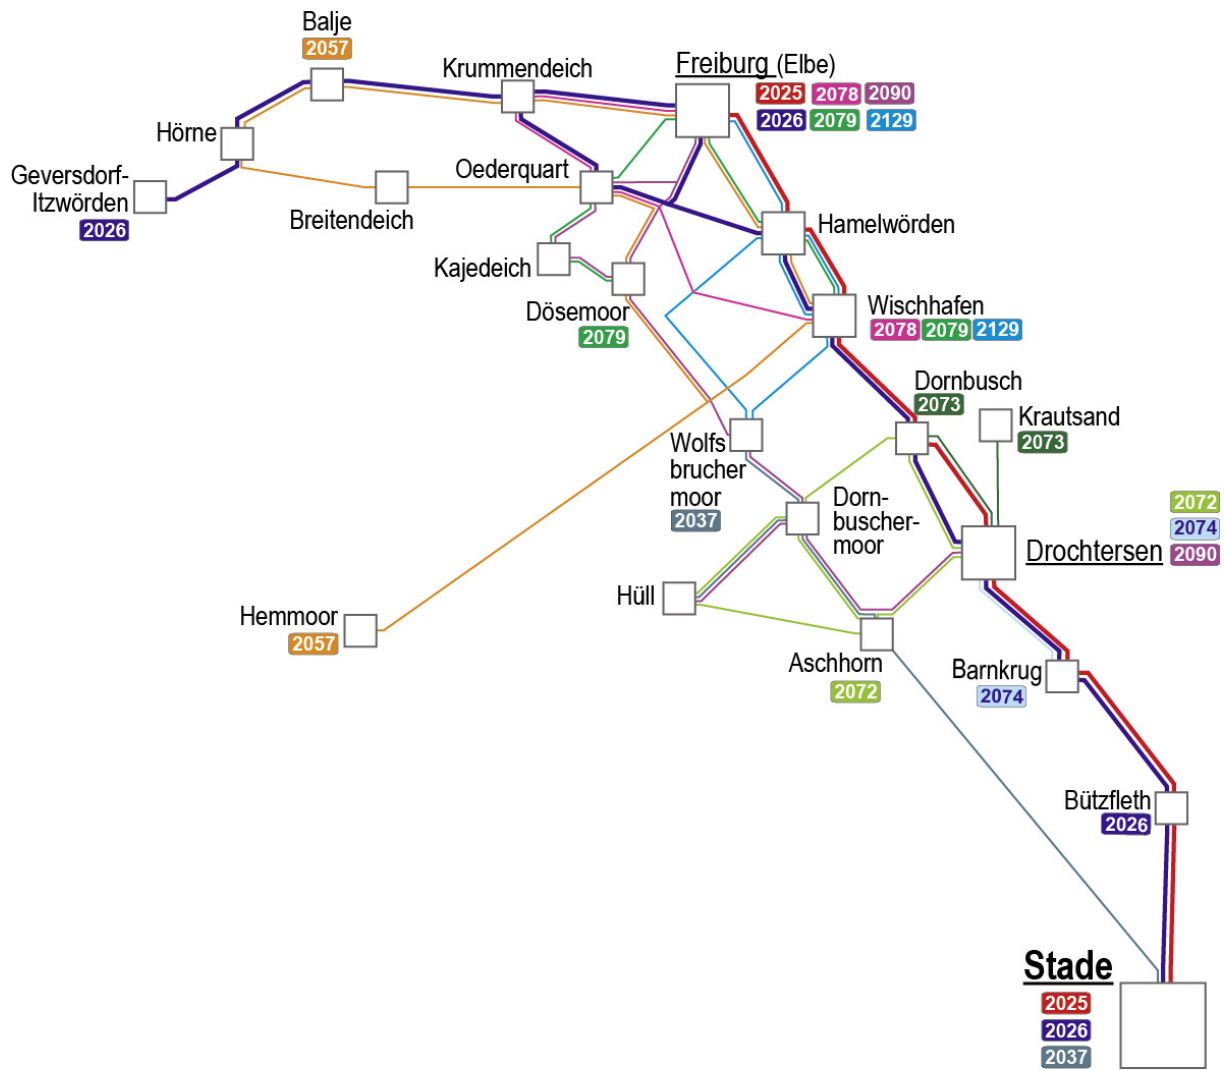 Balje
2057
Krummendeich
Freiburg (Elbe)
2025 2078 2090
2026 2079 2129
Hörne
Geversdorf-
Itzwörden
2026
Oederquart
Breitendeich
Hamelwörden
Kajedeich
Dösemoor
2079
Wischhafen
2078 2079 2129
Dornbusch
2073
Krautsand
2073
Wolfs
brucher
moor
2037
Dorn-
buscher-
moor
2072
2074
Drochtersen 2090
Hüll
Hemmoor
2057
Aschhorn
2072
Barnkrug
2074
Bützfleth
2026
Stade
2025
2026
2037